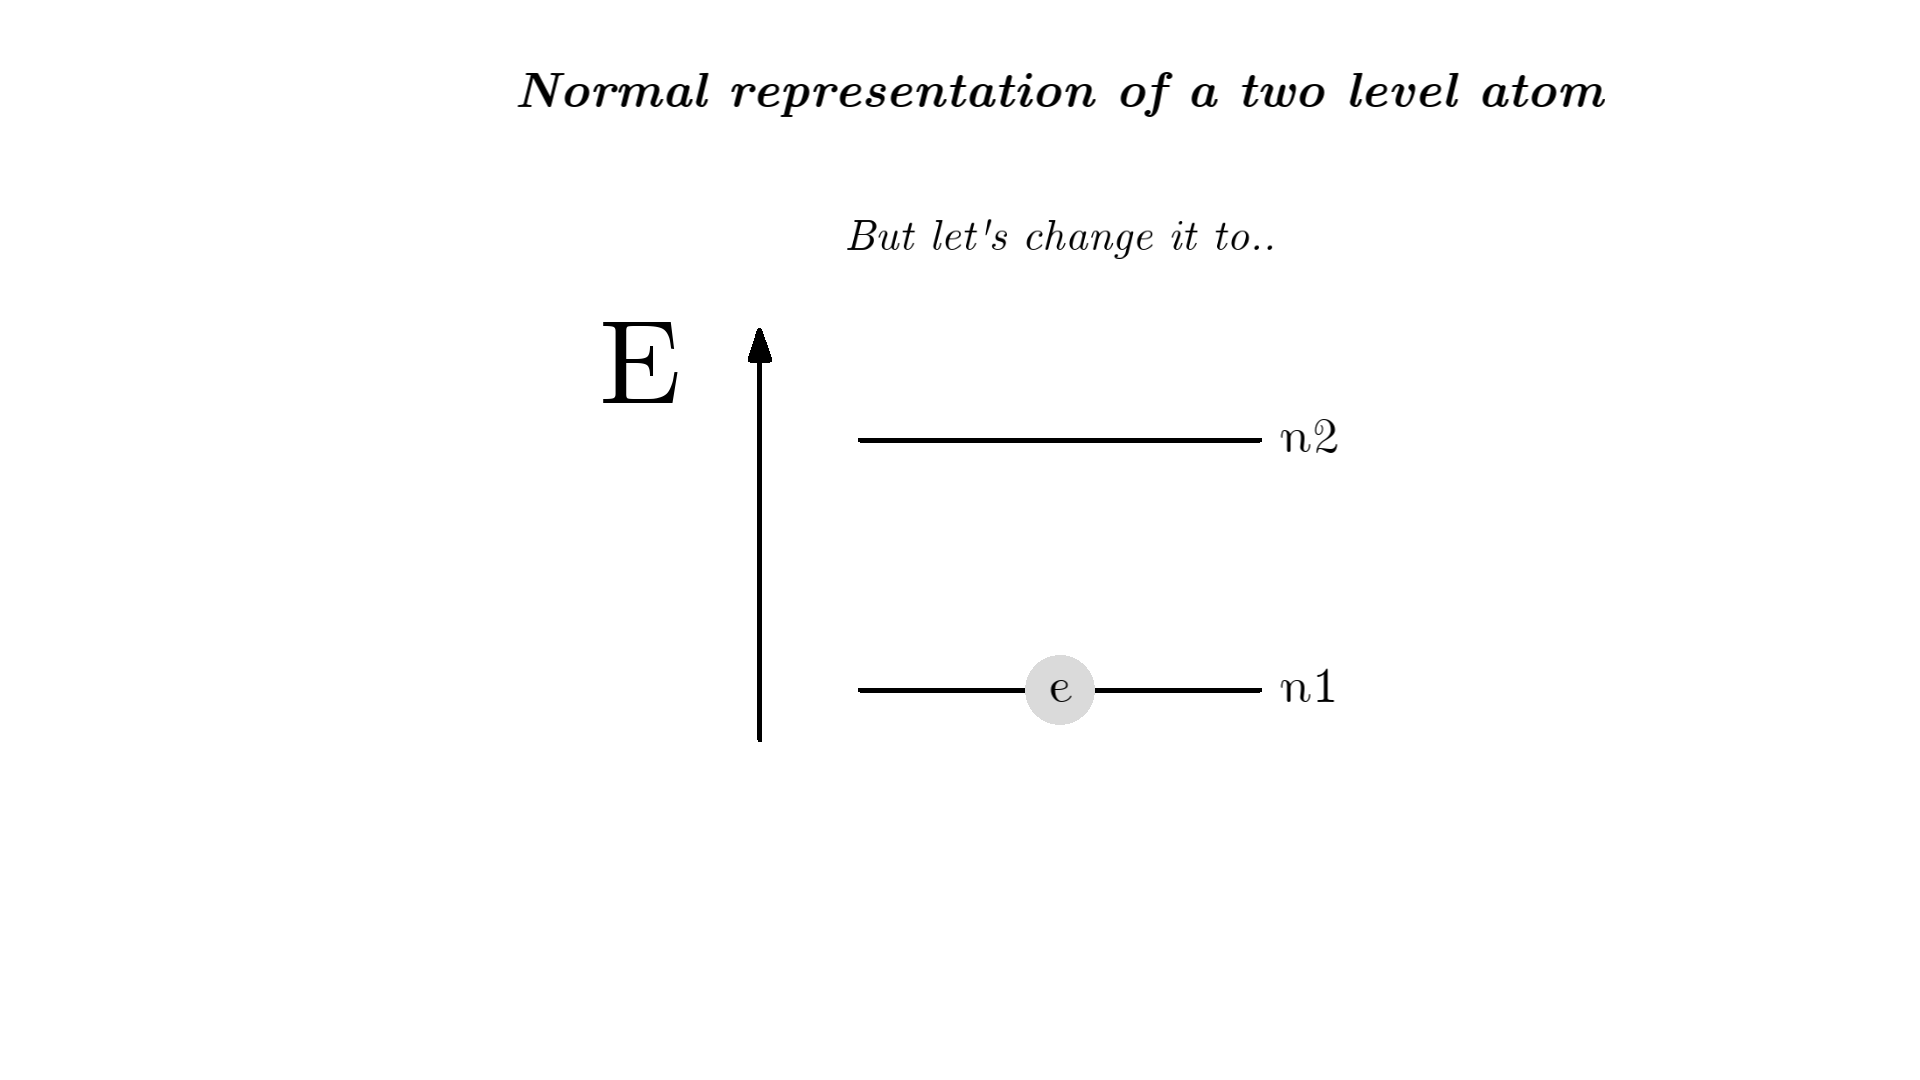 Normal representation of a two level atom
But let's change it to..
E
n2
e
n1